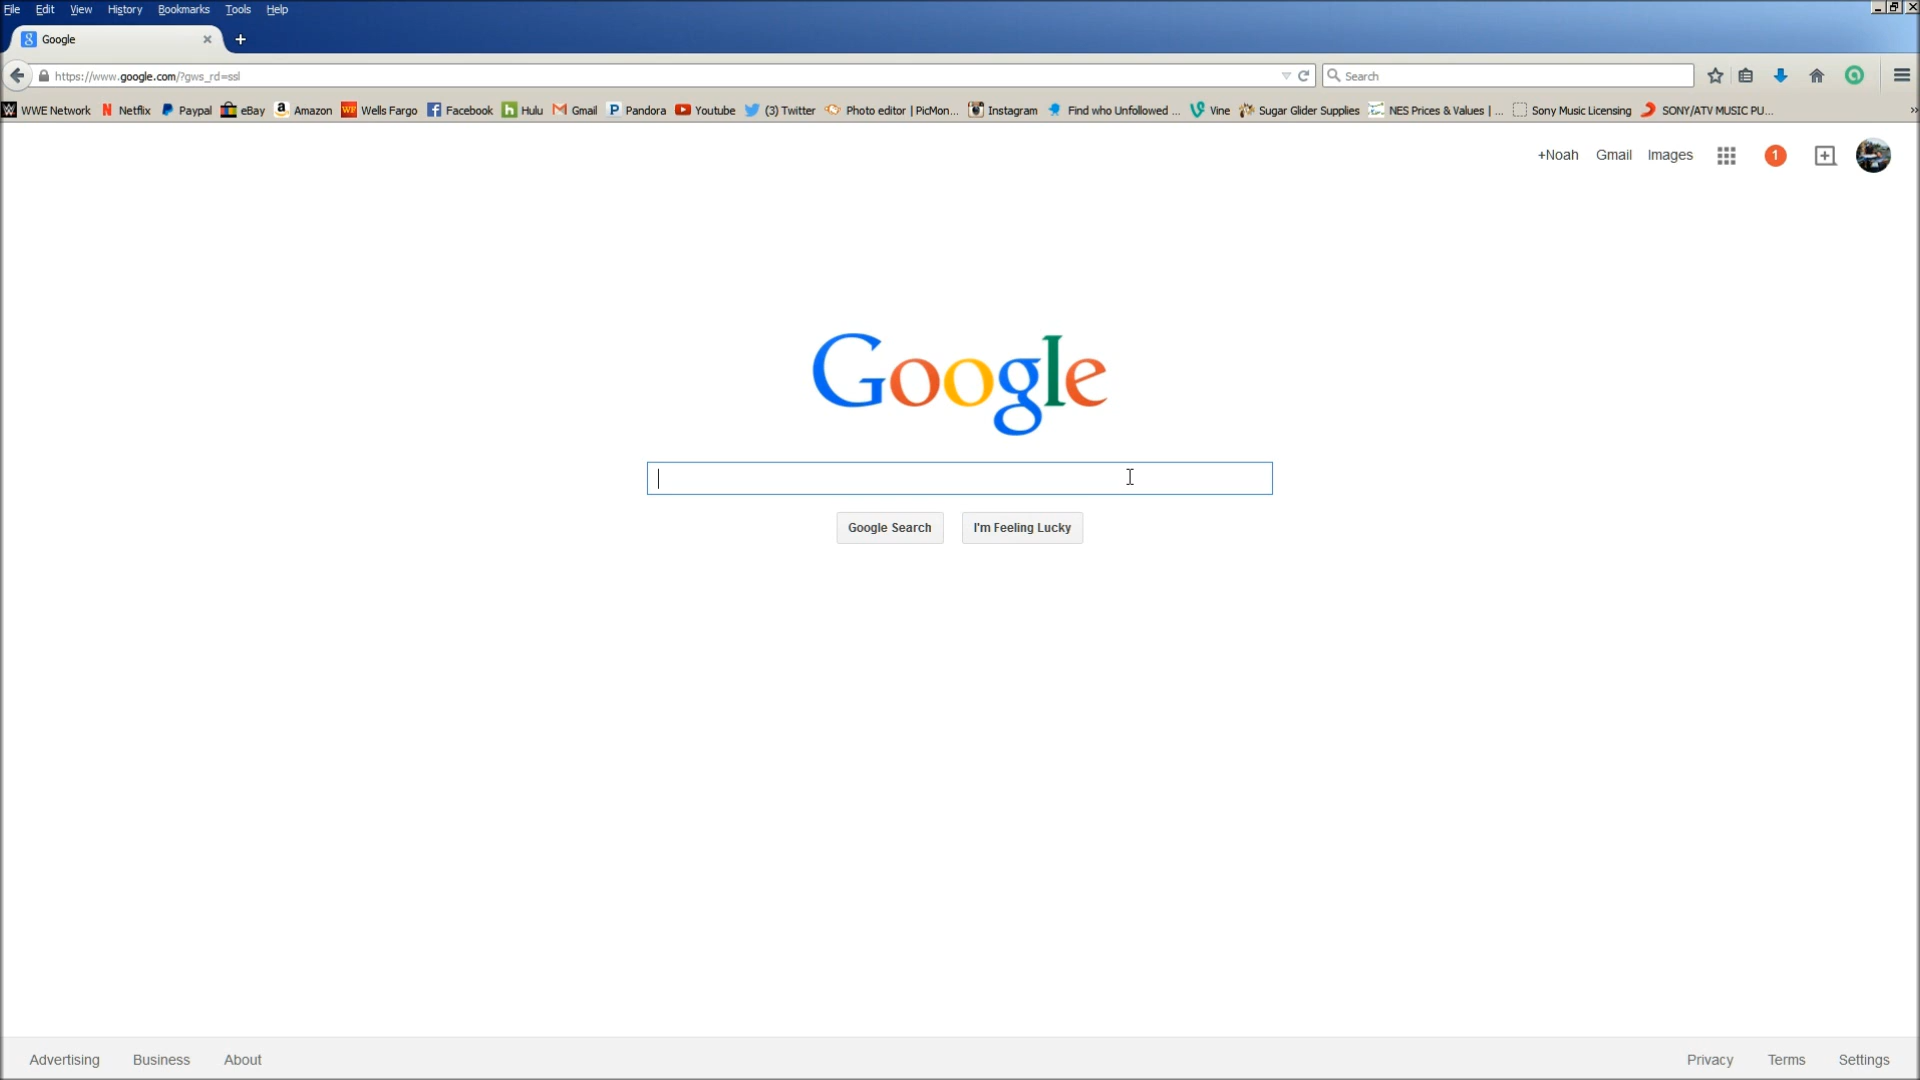 File Edit View History Bookmarks Tools Help
Google
https://www.google.com/?gws_rd=ssl Search
WWE Network Netflix Paypal eBay Amazon Wells Fargo Facebook Hulu Gmail Pandora Youtube (3) Twitter Photo editor | PicMon... Instagram Find who Unfollowed ... Vine Sugar Glider Supplies NES Prices & Values | ... Sony Music Licensing SONY/ATV MUSIC PU...
+Noah Gmail Images 1
Google
Google Search I'm Feeling Lucky
Advertising Business About Privacy Terms Settings